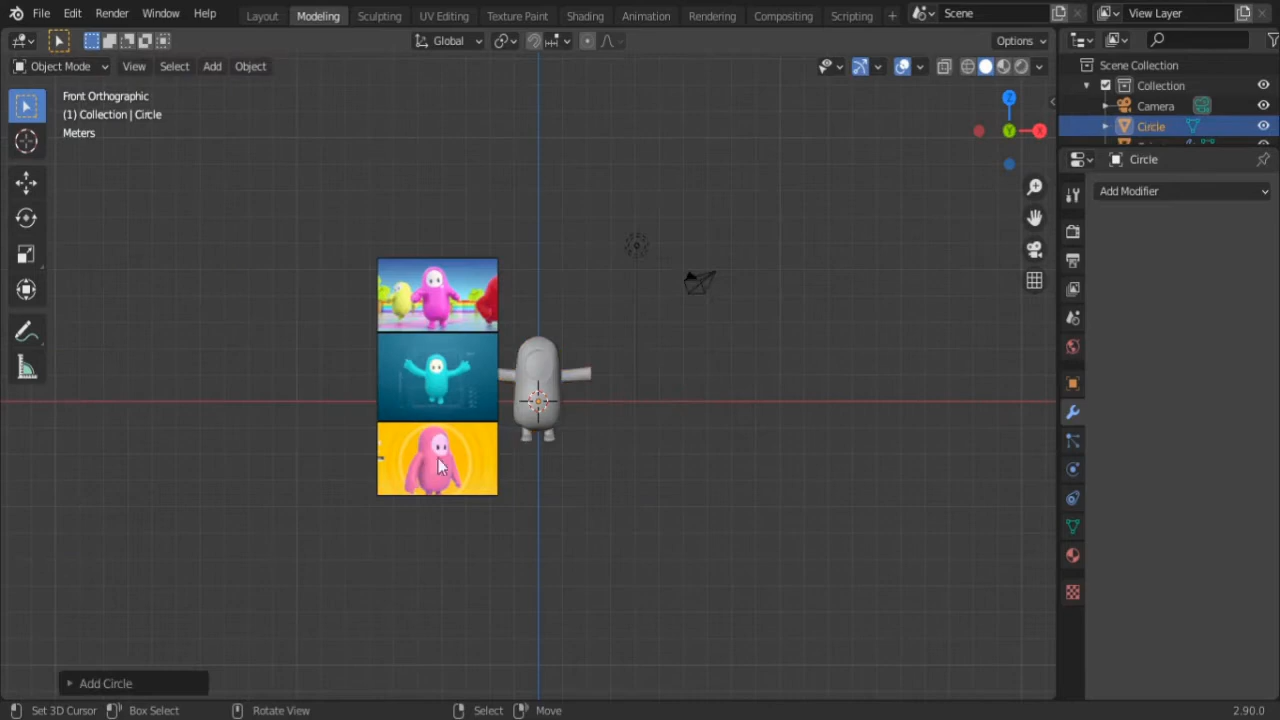 File Edit Render Window Help Layout Modeling Sculpting UV Editing Texture Paint Shading Animation Rendering Compositing Scripting + Scene View Layer
Global Options
Object Mode View Select Add Object
Scene Collection
Collection
Camera
Circle
Front Orthographic
(1) Collection | Circle
Meters
Z
Y
X
Circle
Add Modifier
Add Circle
Set 3D Cursor Box Select Rotate View Select Move 2.90.0